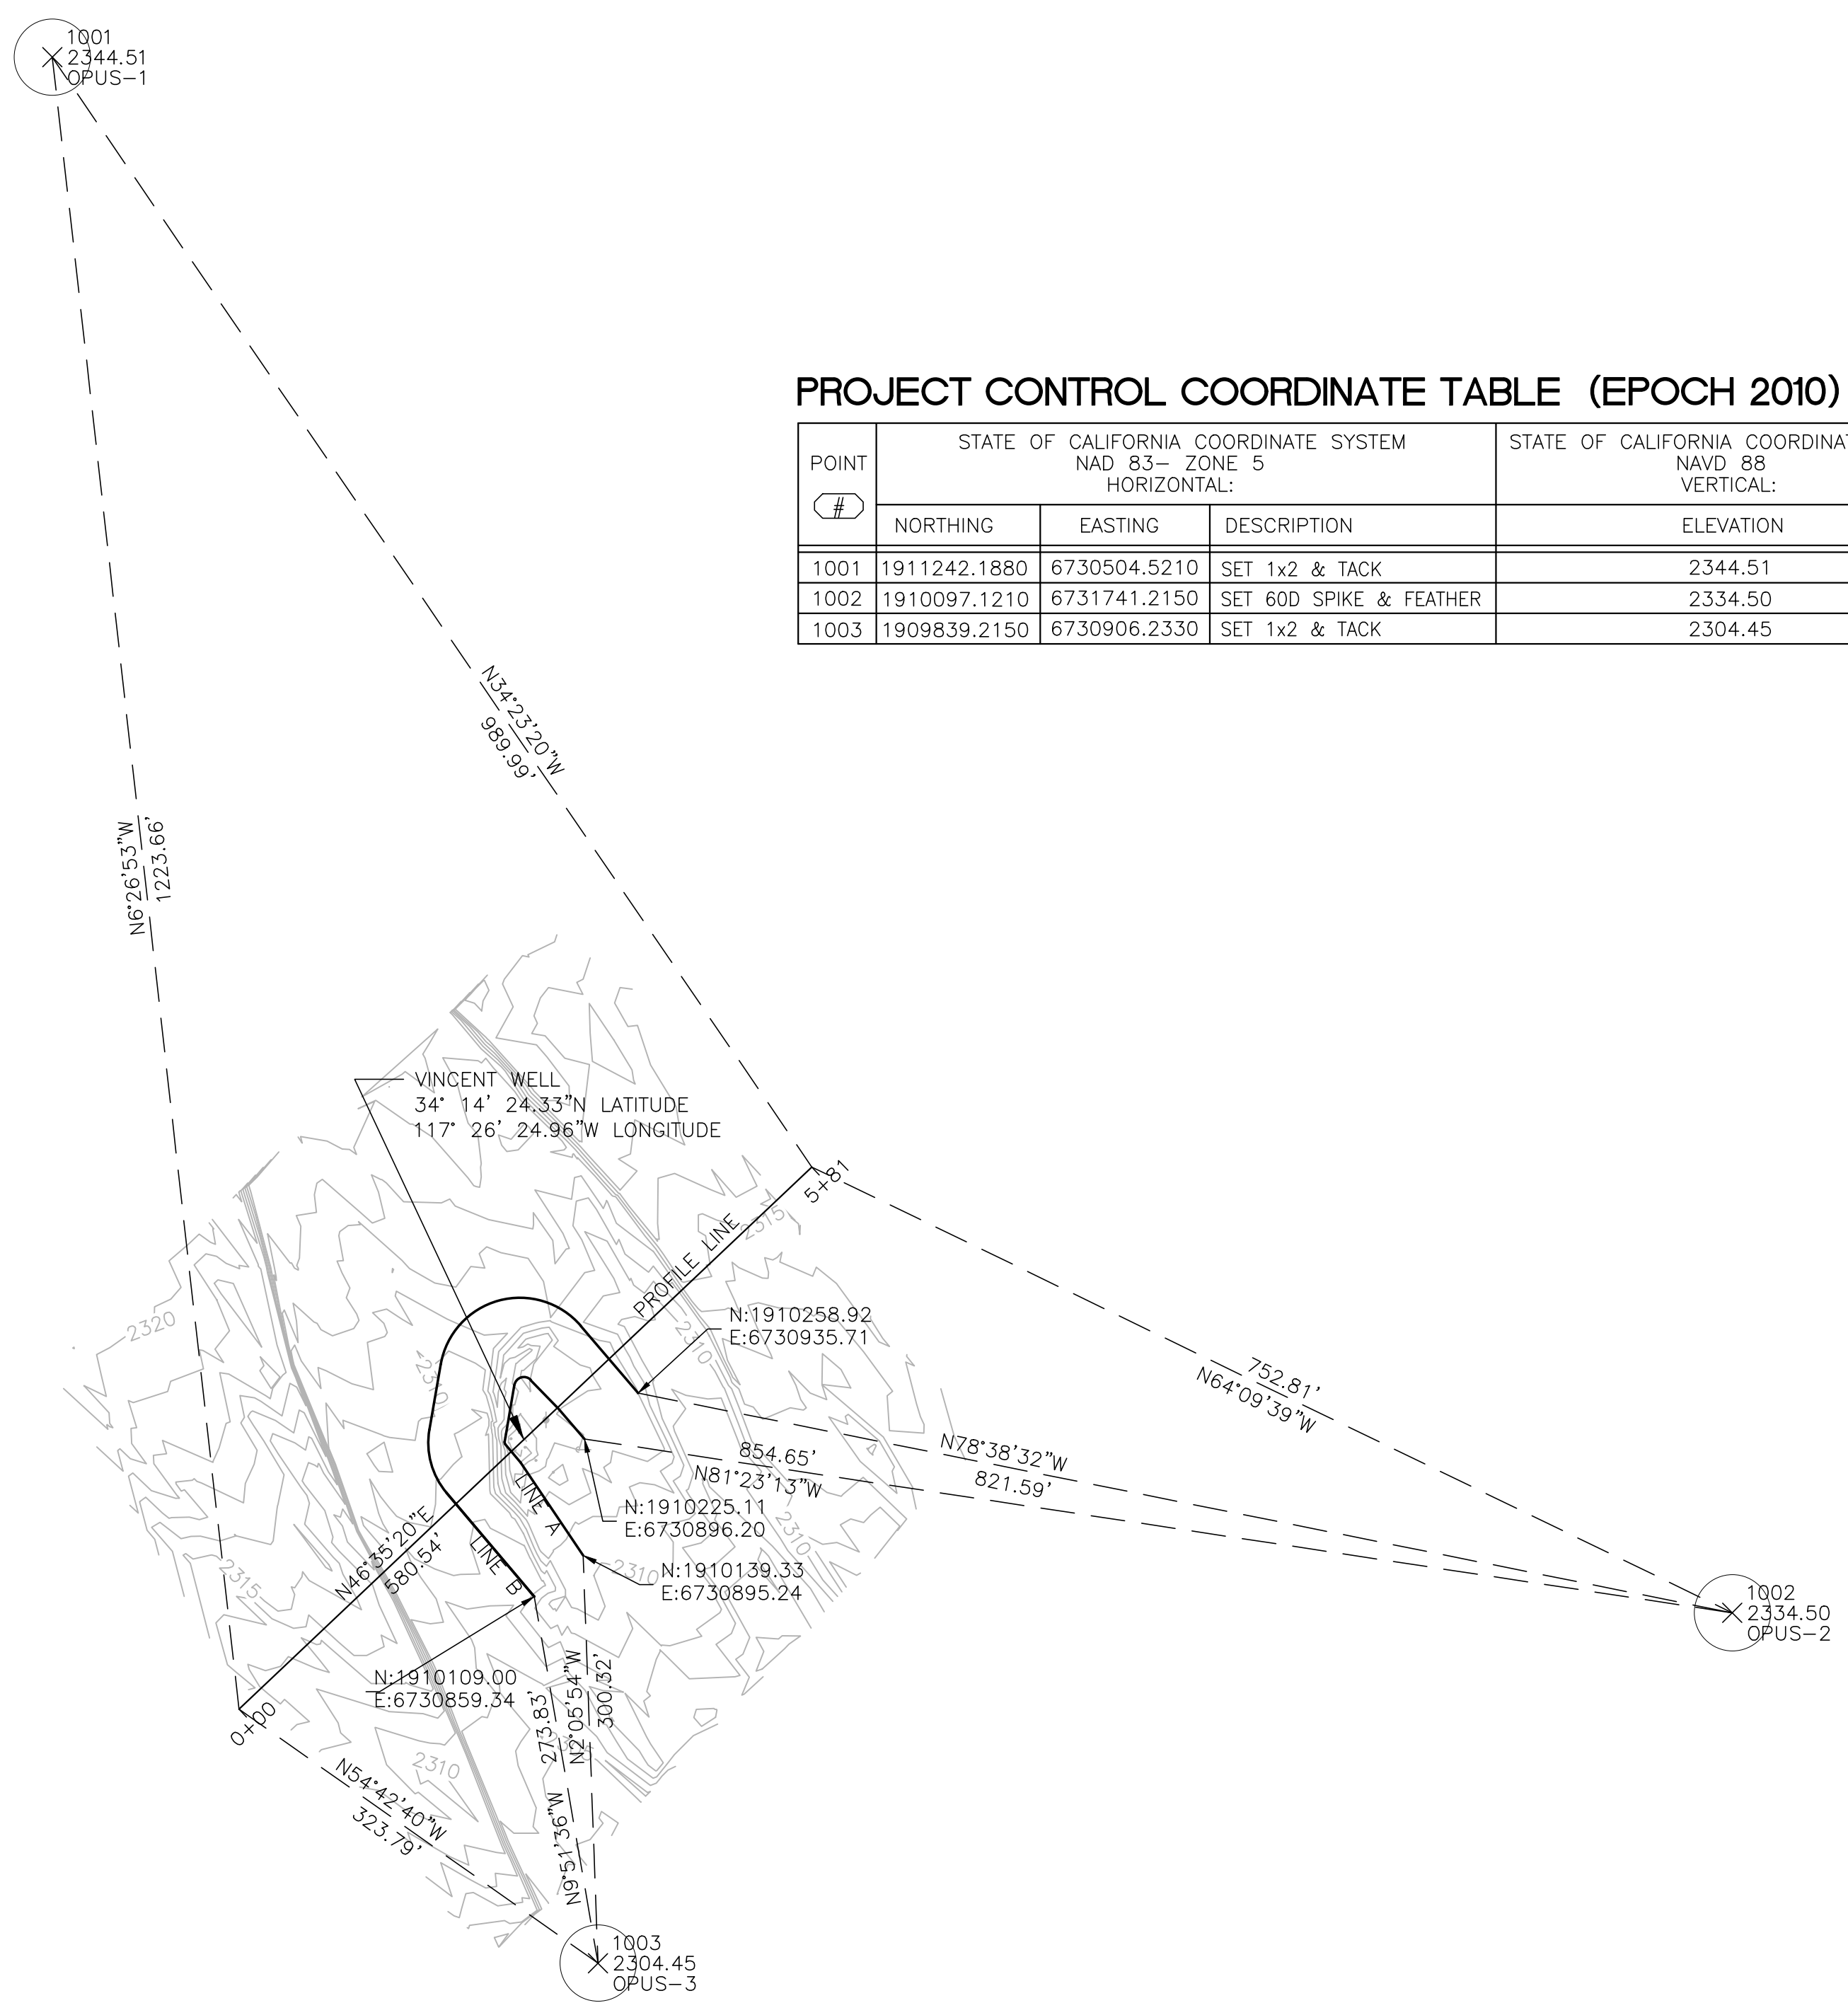 1001
2344.51
OPUS-1
PROJECT CONTROL COORDINATE TABLE (EPOCH 2010)
POINT
#
STATE OF CALIFORNIA COORDINATE SYSTEM
NAD 83- ZONE 5
HORIZONTAL:
STATE OF CALIFORNIA
NAVD 88
VERTICAL:
NORTHING EASTING DESCRIPTION ELEVATION
1001 1911242.1880 6730504.5210 SET 1x2 & TACK 2344.51
1002 1910097.1210 6731741.2150 SET 60D SPIKE & FEATHER 2334.50
1003 1909839.2150 6730906.2330 SET 1x2 & TACK 2304.45
N34°23'20"W
989.99'
N6°26'53"W
1223.66'
VINCENT WELL
34° 14' 24.33"N LATITUDE
117° 26' 24.96"W LONGITUDE
5+81
PROFILE LINE
2315
2320
N:1910258.92
E:6730935.71
2310
2310
752.81'
N64°09'39"W
N78°38'32"W
821.59'
854.65'
N81°23'13"W
N:1910225.11
E:6730896.20
LINE A
LINE B
N46°35'20"E
580.54'
2310
2310
2315
N:1910139.33
E:6730895.24
1002
2334.50
OPUS-2
N:1910109.00
E:6730859.34
0+00
N2°05'54"W
300.32'
273.83'
N9°51'36"W
2310
N54°42'40"W
323.79'
1003
2304.45
OPUS-3